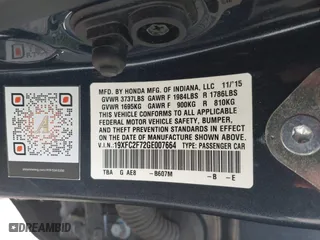 MFD. BY HONDA MFG. OF INDIANA, LLC 11/15
GVWR 3737LBS GAWR F 1984LBS R 1786LBS
GVWR 1695KG GAWR F 900KG R 810KG
THIS VEHICLE CONFORMS TO ALL APPLICABLE
FEDERAL MOTOR VEHICLE SAFETY, BUMPER,
AND THEFT PREVENTION STANDARDS IN EFFECT
ON THE DATE OF MANUFACTURE SHOWN ABOVE.
V.I.N. 19XFC2F72GE007664 TYPE: PASSENGER CAR
TBA G AE8 -B607M -B -E
© DREAMBID.COM